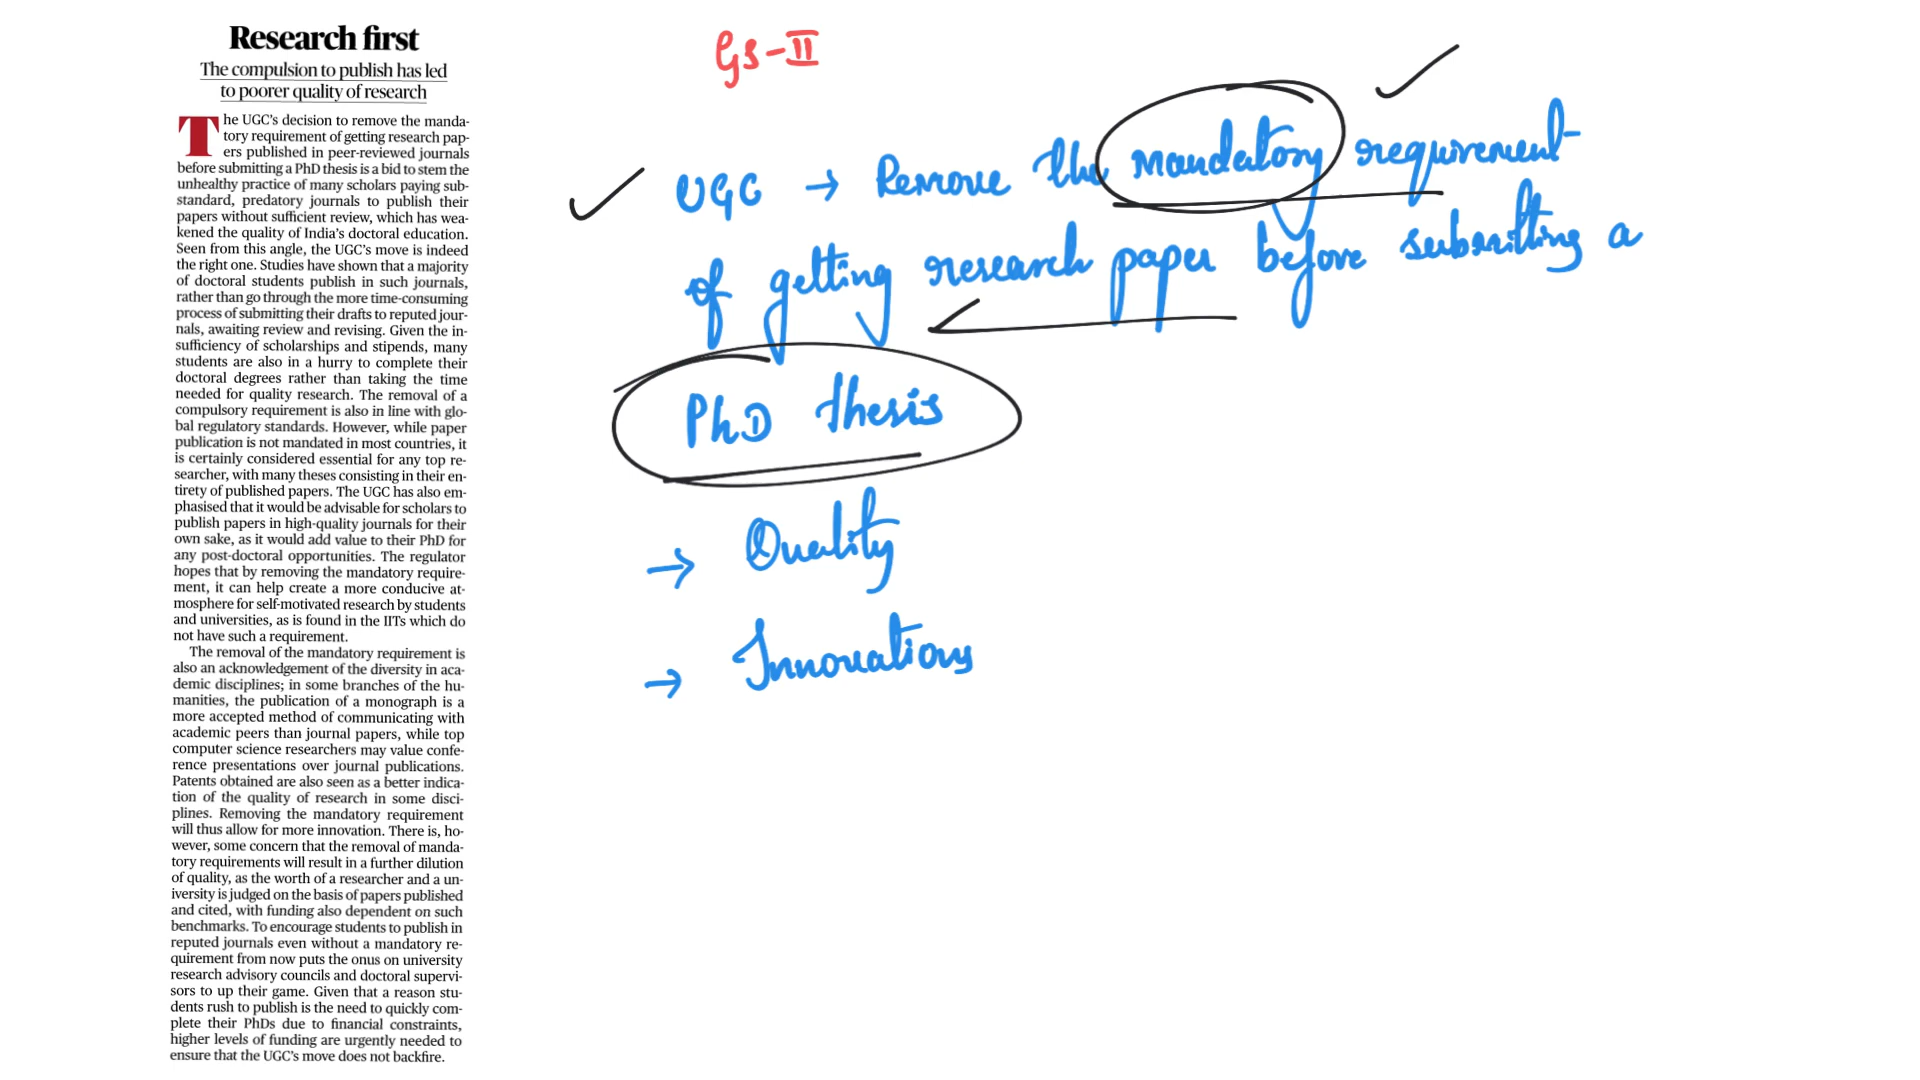 Research first
The compulsion to publish has led
to poorer quality of research
The UGC's decision to remove the manda-
tory requirement of getting research pap-
ers published in peer-reviewed journals
before submitting a PhD thesis is a bid to stem the
unhealthy practice of many scholars paying sub-
standard, predatory journals to publish their
papers without sufficient review, which has wea-
kened the quality of India's doctoral education.
Seen from this angle, the UGC's move is indeed
the right one. Studies have shown that a majority
of doctoral students publish in such journals,
rather than go through the more time-consuming
process of submitting their drafts to reputed jour-
nals, awaiting review and revising. Given the in-
sufficiency of scholarships and stipends, many
students are also in a hurry to complete their
doctoral degrees rather than taking the time
needed for quality research. The removal of a
compulsory requirement is also in line with glo-
bal regulatory standards. However, while paper
publication is not mandated in most countries, it
is certainly considered essential for any top re-
searcher, with many theses consisting in their en-
tirety of published papers. The UGC has also em-
phasised that it would be advisable for scholars to
publish papers in high-quality journals for their
own sake, as it would add value to their PhD for
any post-doctoral opportunities. The regulator
hopes that by removing the mandatory require-
ment, it can help create a more conducive at-
mosphere for self-motivated research by students
and universities, as is found in the IITs which do
not have such a requirement.
The removal of the mandatory requirement is
also an acknowledgement of the diversity in aca-
demic disciplines; in some branches of the hu-
manities, the publication of a monograph is a
more accepted method of communicating with
academic peers than journal papers, while top
computer science researchers may value confe-
rence presentations over journal publications.
Patents obtained are also seen as a better indica-
tion of the quality of research in some disci-
plines. Removing the mandatory requirement
will thus allow for more innovation. There is, ho-
wever, some concern that the removal of manda-
tory requirements will result in a further dilution
of quality, as the worth of a researcher and a un-
iversity is judged on the basis of papers published
and cited, with funding also dependent on such
benchmarks. To encourage students to publish in
reputed journals even without a mandatory re-
quirement from now puts the onus on university
research advisory councils and doctoral supervi-
sors to up their game. Given that a reason stu-
dents rush to publish is the need to quickly com-
plete their PhDs due to financial constraints,
higher levels of funding are urgently needed to
ensure that the UGC's move does not backfire.
GS-II
UGC → Remove the mandatory requirement
of getting research paper before submitting a
PhD thesis
→ Quality
→ Innovations